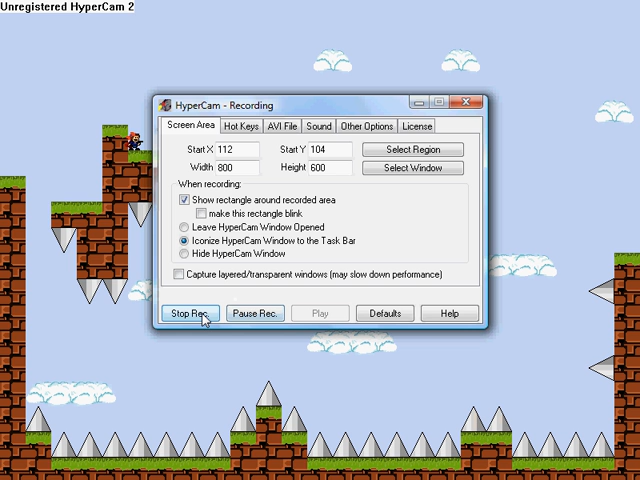 Unregistered HyperCam 2
HyperCam - Recording
Screen Area Hot Keys AVI File Sound Other Options License
Start X 112 Start Y 104 Select Region
Width 800 Height 600 Select Window
When recording:
Show rectangle around recorded area
make this rectangle blink
Leave HyperCam Window Opened
Iconize HyperCam Window to the Task Bar
Hide HyperCam Window
Capture layered/transparent windows (may slow down performance)
Stop Rec. Pause Rec. Play Defaults Help